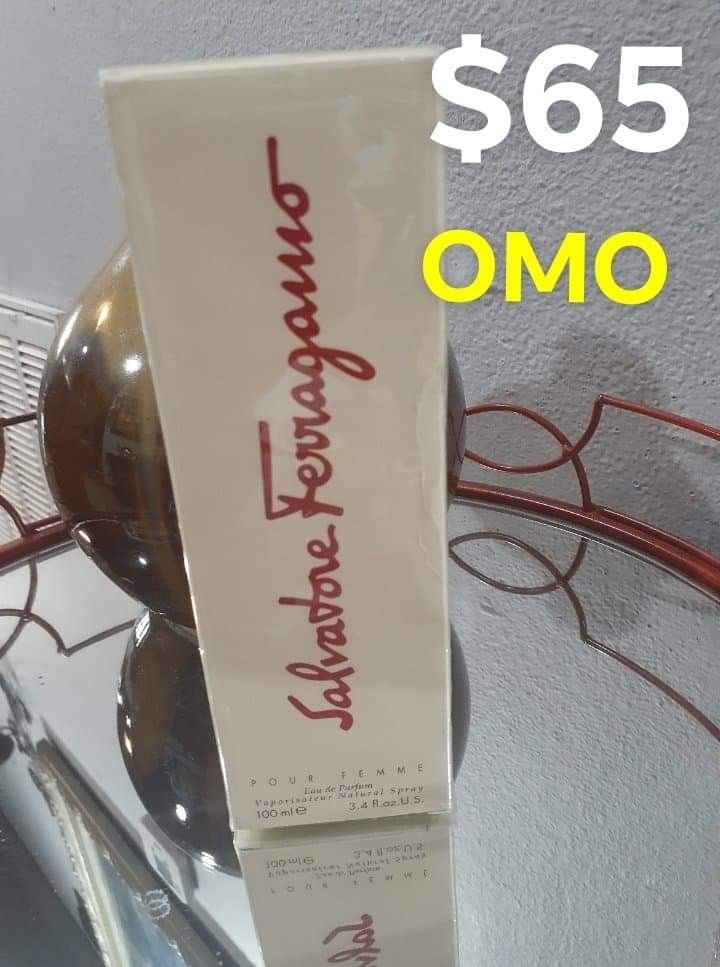 $65
OMO
Salvatore Ferragamo
POUR FEMME
Eau de Parfum
Vaporisateur Natural Spray
100 ml e 3.4 fl.oz.U.S.